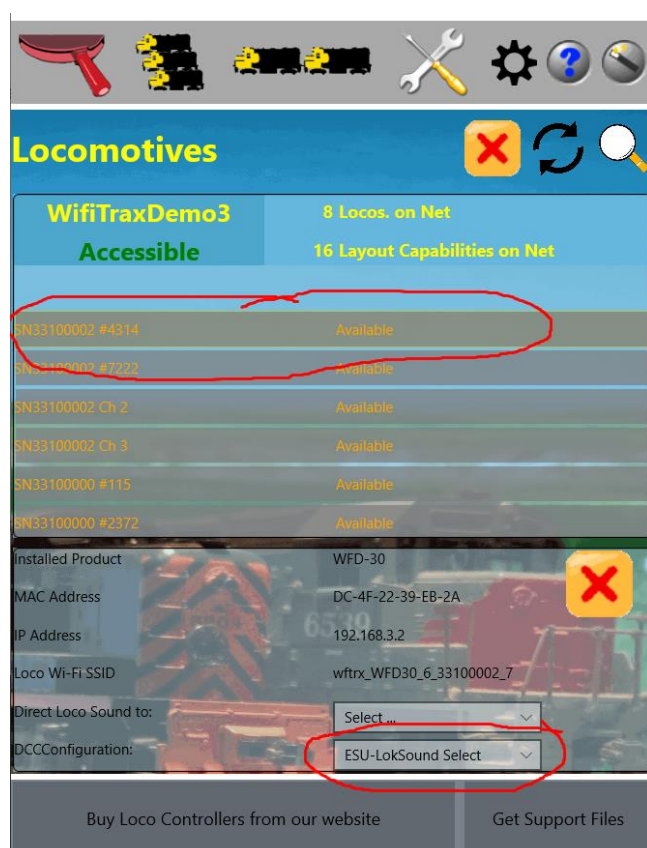 Locomotives
WifiTraxDemo3 8 Locos. on Net
Accessible 16 Layout Capabilities on Net
SN33100002 #4314 Available
SN33100002 #7222 Available
SN33100002 Ch 2 Available
SN33100002 Ch 3 Available
SN33100000 #115 Available
SN33100000 #2372 Available
Installed Product WFD-30
MAC Address DC-4F-22-39-EB-2A
6539
IP Address 192.168.3.2
Loco Wi-Fi SSID wftrx_WFD30_6_33100002_7
Direct Loco Sound to: Select ...
DCCConfiguration: ESU-LokSound Select
Buy Loco Controllers from our website Get Support Files